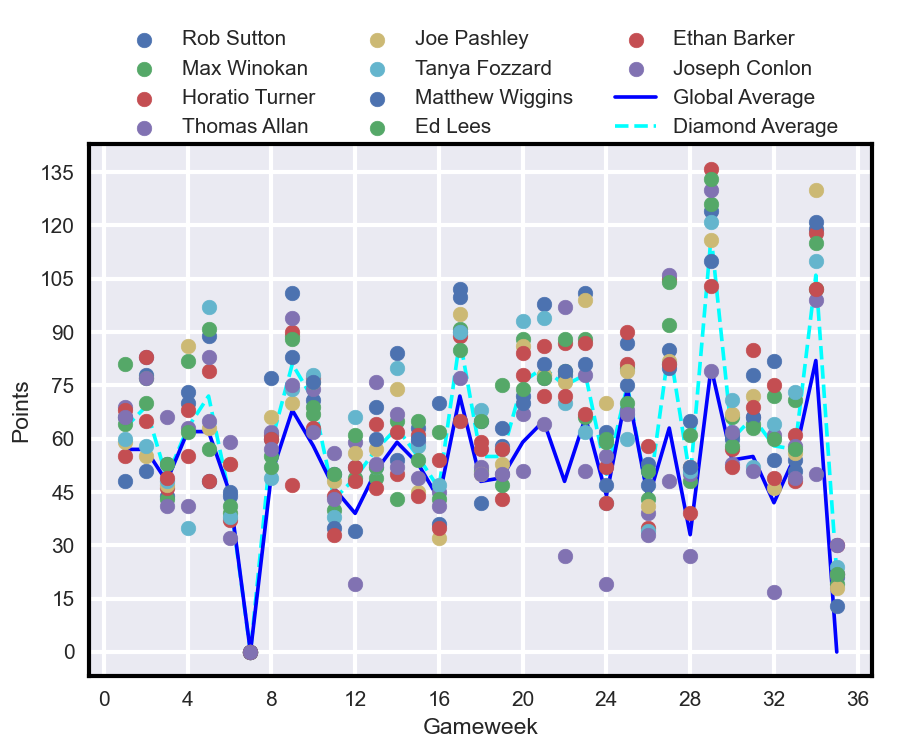 Rob Sutton Joe Pashley Ethan Barker
Max Winokan Tanya Fozzard Joseph Conlon
Horatio Turner Matthew Wiggins Global Average
Thomas Allan Ed Lees Diamond Average
135
120
105
90
75
60
45
30
15
0
Points
0 4 8 12 16 20 24 28 32 36
Gameweek